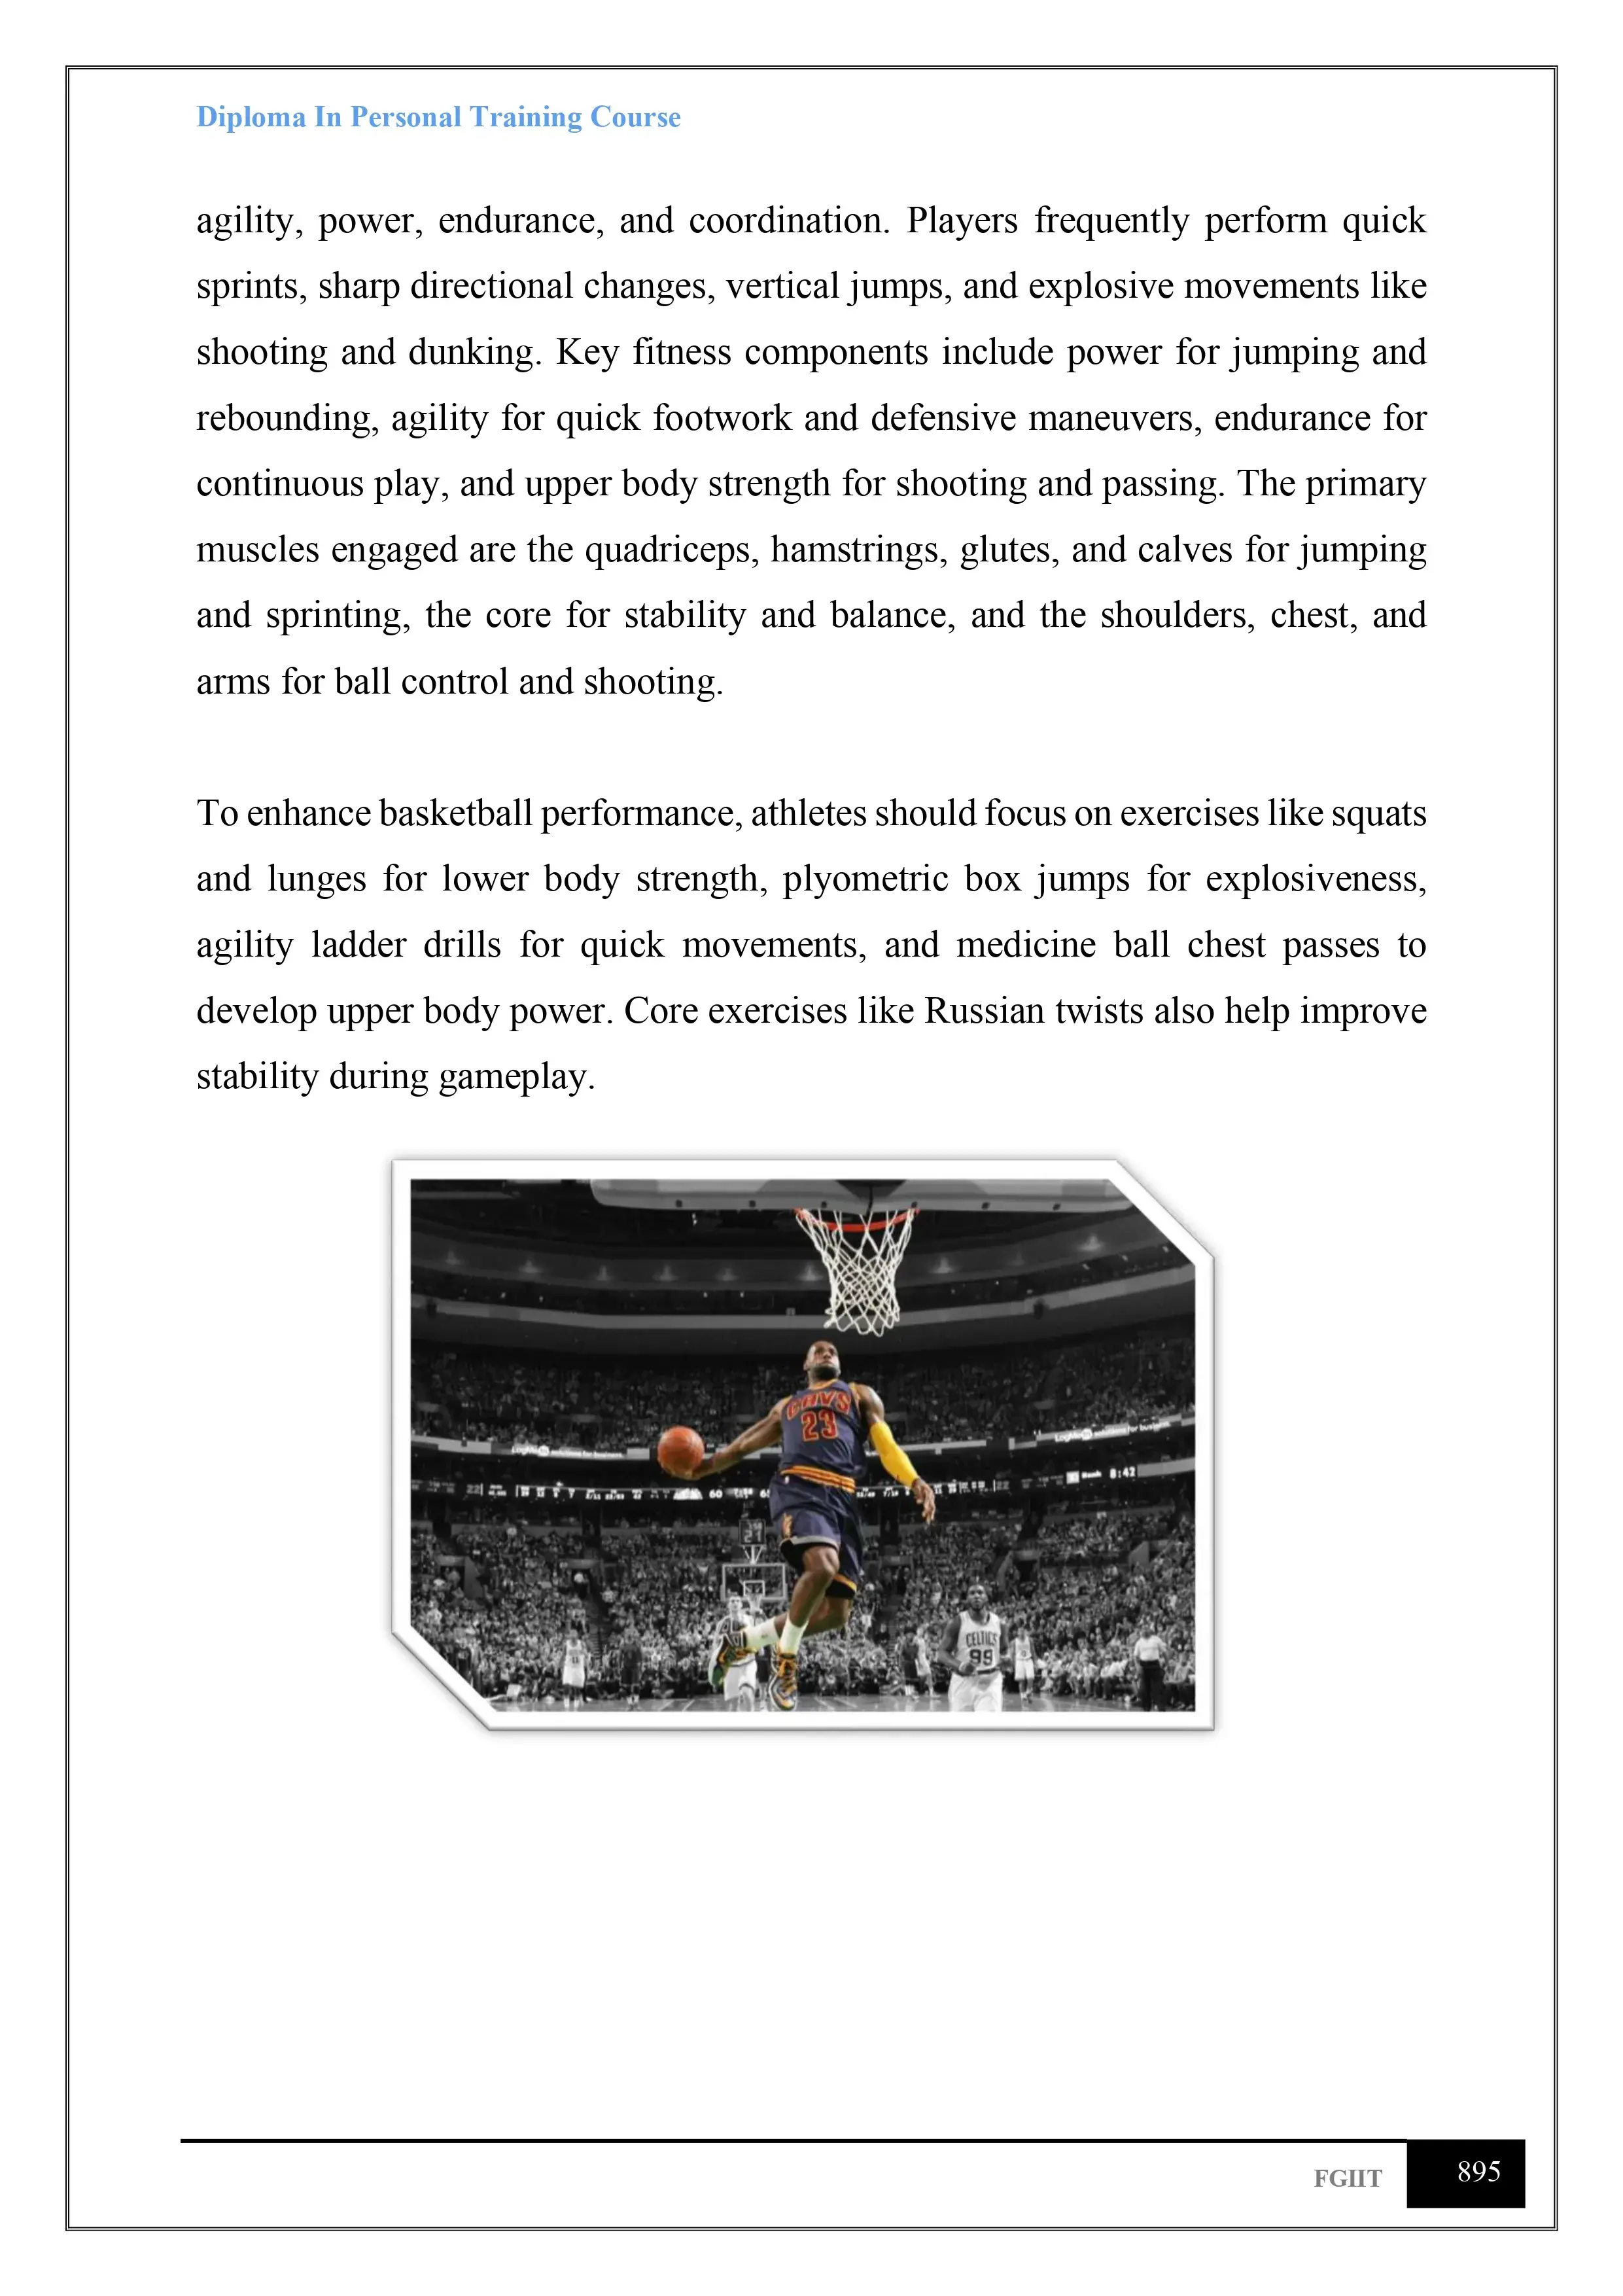 Diploma In Personal Training Course
agility, power, endurance, and coordination. Players frequently perform quick
sprints, sharp directional changes, vertical jumps, and explosive movements like
shooting and dunking. Key fitness components include power for jumping and
rebounding, agility for quick footwork and defensive maneuvers, endurance for
continuous play, and upper body strength for shooting and passing. The primary
muscles engaged are the quadriceps, hamstrings, glutes, and calves for jumping
and sprinting, the core for stability and balance, and the shoulders, chest, and
arms for ball control and shooting.
To enhance basketball performance, athletes should focus on exercises like squats
and lunges for lower body strength, plyometric box jumps for explosiveness,
agility ladder drills for quick movements, and medicine ball chest passes to
develop upper body power. Core exercises like Russian twists also help improve
stability during gameplay.
CAVS
23
8:42
60
CELTICS
99
FGIIT
895